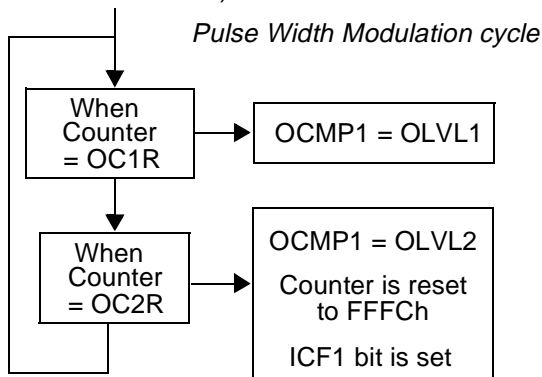 Pulse Width Modulation cycle
When
Counter
= OC1R
OCMP1 = OLVL1
When
Counter
= OC2R
OCMP1 = OLVL2
Counter is reset
to FFFCh
ICF1 bit is set